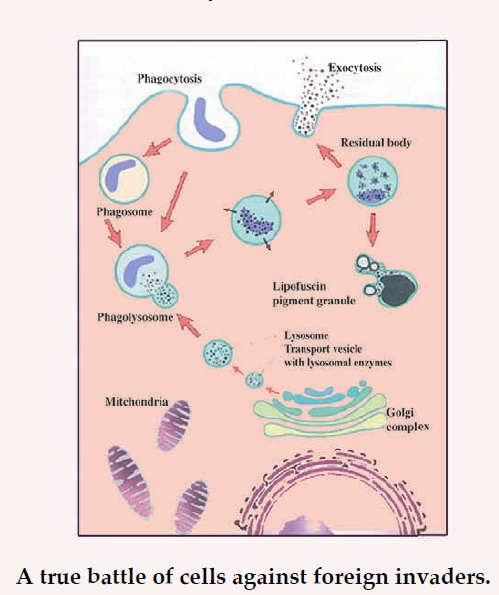 Phagocytosis
Exocytosis
Residual body
Phagosome
Lipofuscin
pigment granule
Phagolysosome
Lysosome
Transport vesicle
with lysosomal enzymes
Mitchondria
Golgi
complex
A true battle of cells against foreign invaders.